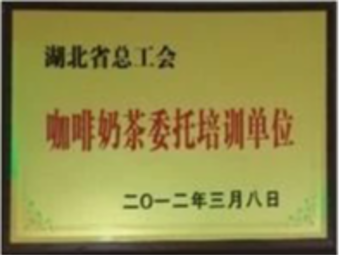 湖北省总工会
咖啡奶茶委托培训单位
二〇一二年三月八日